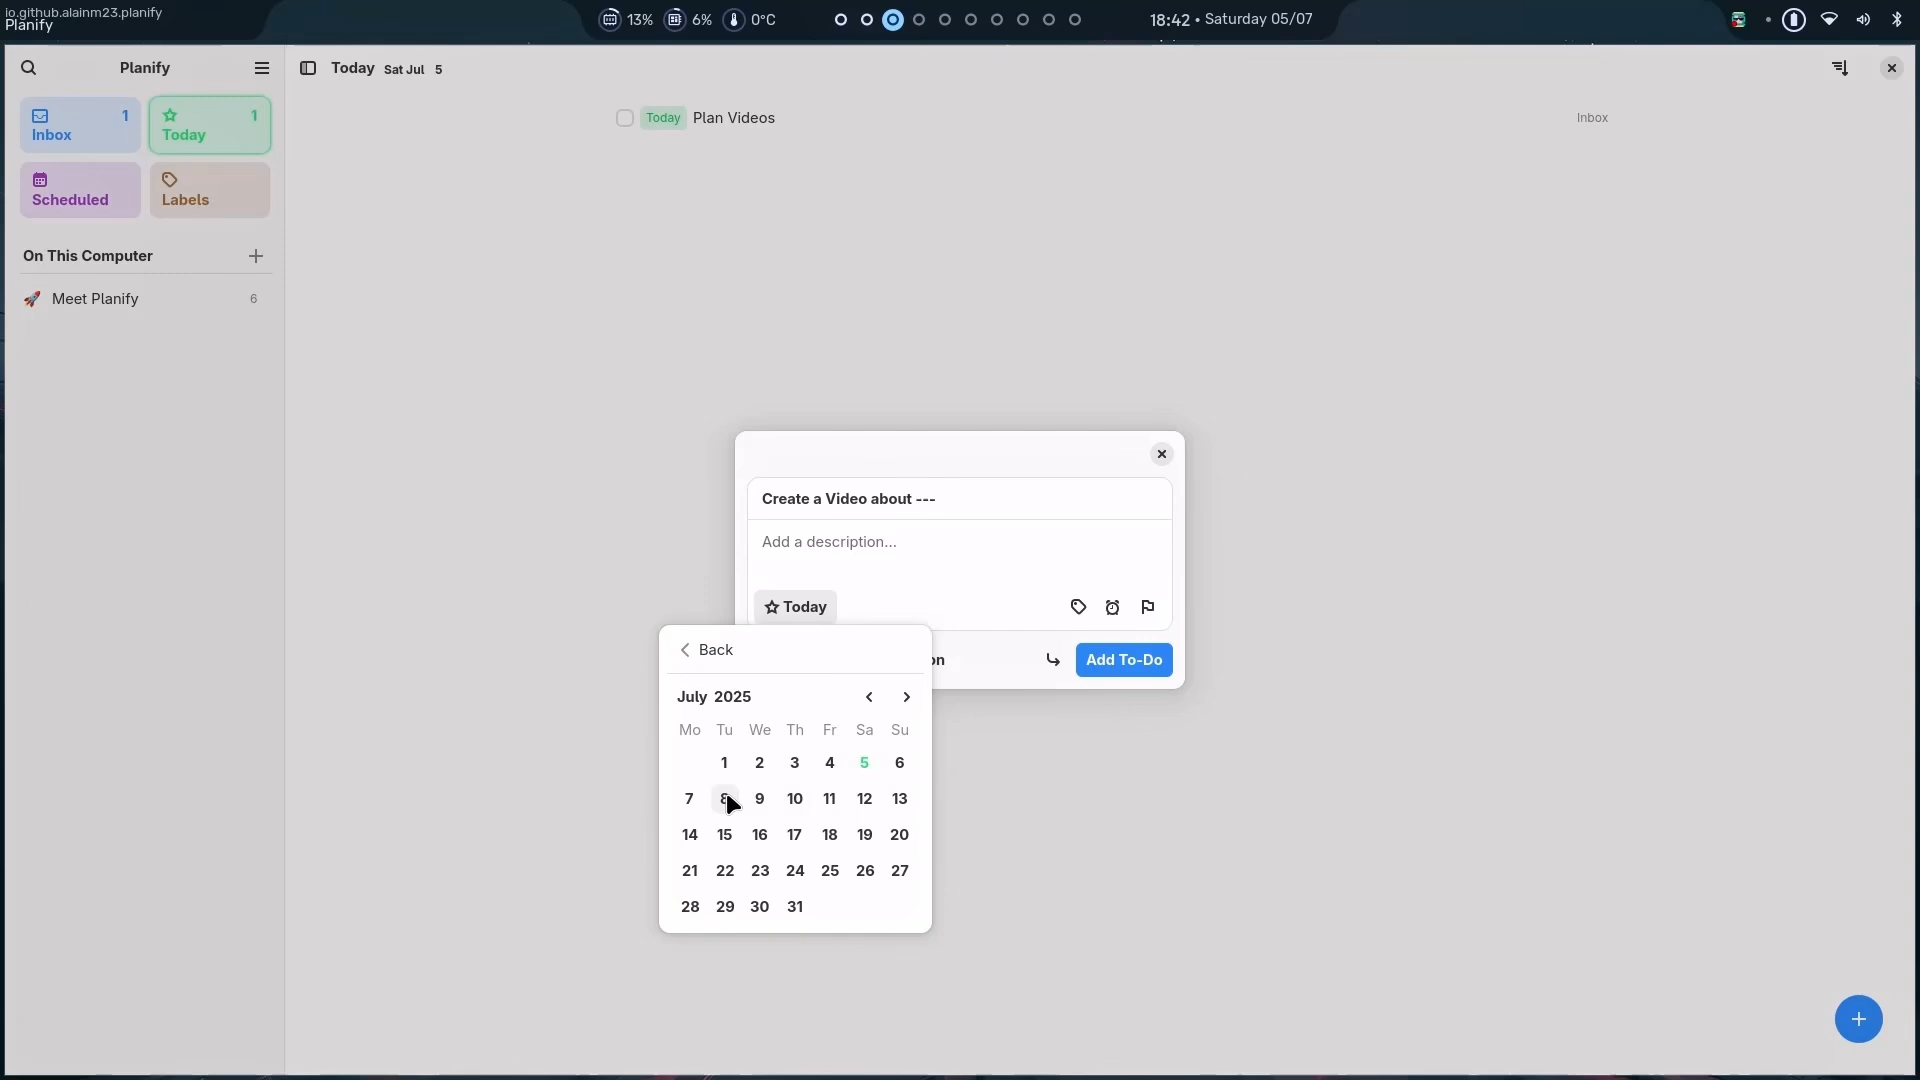 io.github.alainm23.planify
Planify
13% 6% 0°C
18:42 • Saturday 05/07
Planify
Today Sat Jul 5
Inbox 1
Today 1
Scheduled
Labels
On This Computer
🚀 Meet Planify 6
Today Plan Videos Inbox
Create a Video about ---
Add a description...
Today
on
Add To-Do
Back
July 2025
Mo Tu We Th Fr Sa Su
1 2 3 4 5 6
7 8 9 10 11 12 13
14 15 16 17 18 19 20
21 22 23 24 25 26 27
28 29 30 31